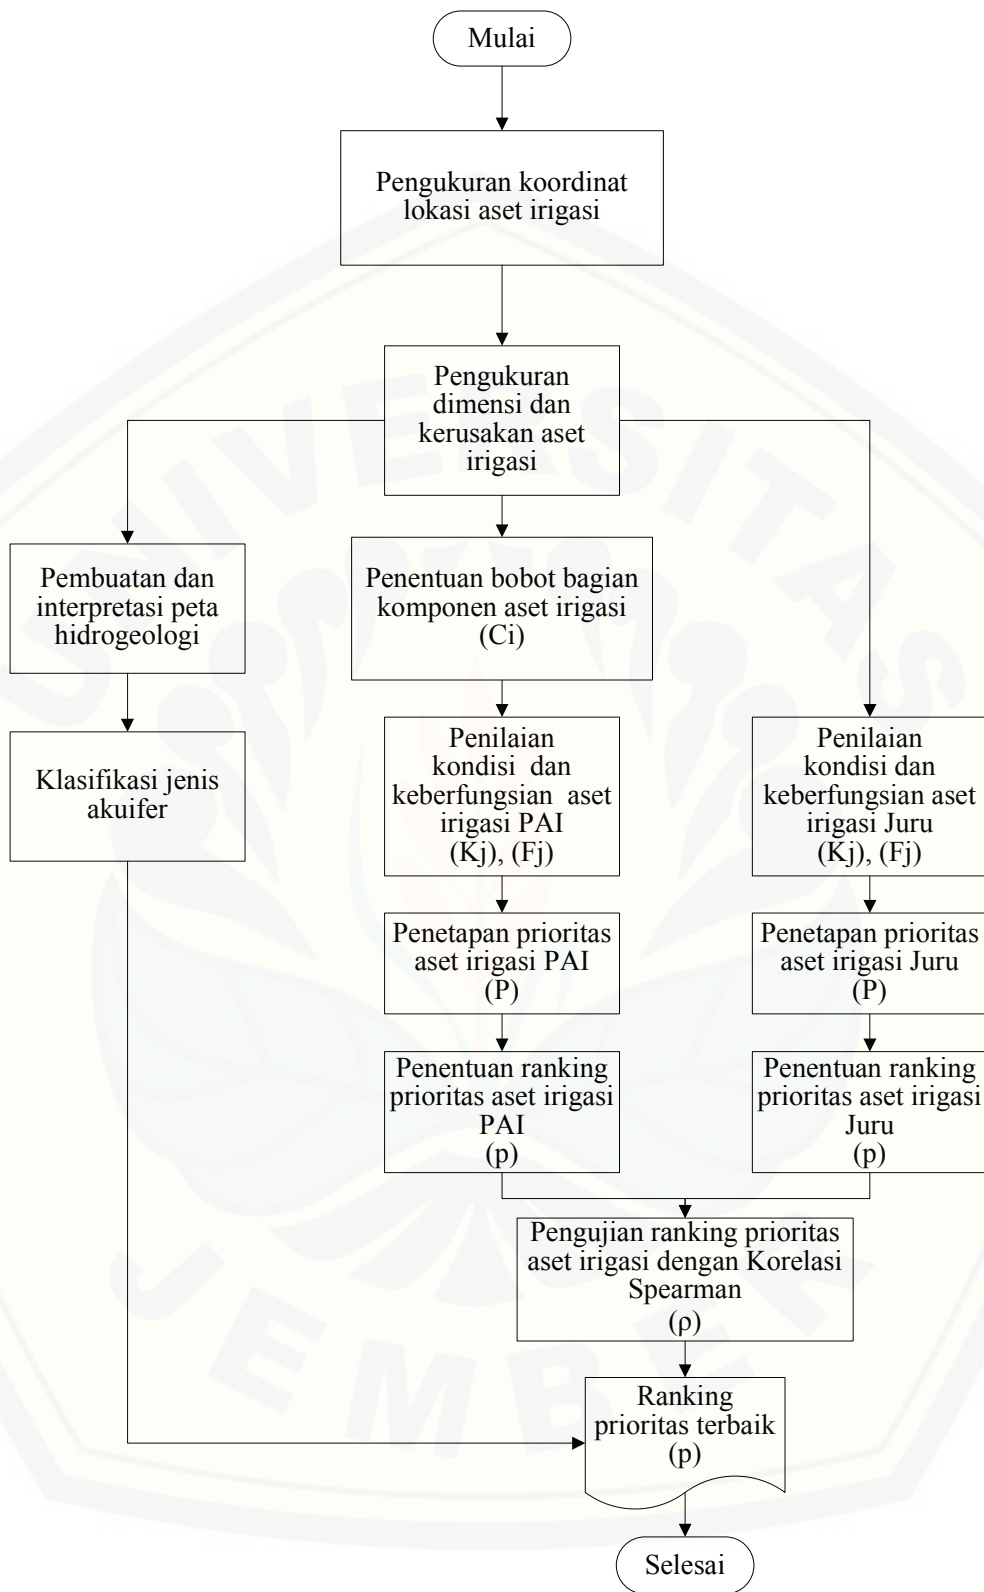 Mulai
Pengukuran koordinat
lokasi aset irigasi
Pengukuran
dimensi dan
kerusakan aset
irigasi
Pembuatan dan
interpretasi peta
hidrogeologi
Klasifikasi jenis
akuifer
Penentuan bobot bagian
komponen aset irigasi
(Ci)
Penilaian
kondisi  dan
keberfungsian  aset
irigasi PAI
(Kj), (Fj)
Penetapan prioritas
aset irigasi PAI
(P)
Penentuan ranking
prioritas aset irigasi
PAI
(p)
Penilaian
kondisi dan
keberfungsian aset
irigasi Juru
(Kj), (Fj)
Penetapan prioritas
aset irigasi Juru
(P)
Penentuan ranking
prioritas aset irigasi
Juru
(p)
Pengujian ranking prioritas
aset irigasi dengan Korelasi
Spearman
(ρ)
Ranking
prioritas terbaik
(p)
Selesai
UNIVERSITAS
JEMBER